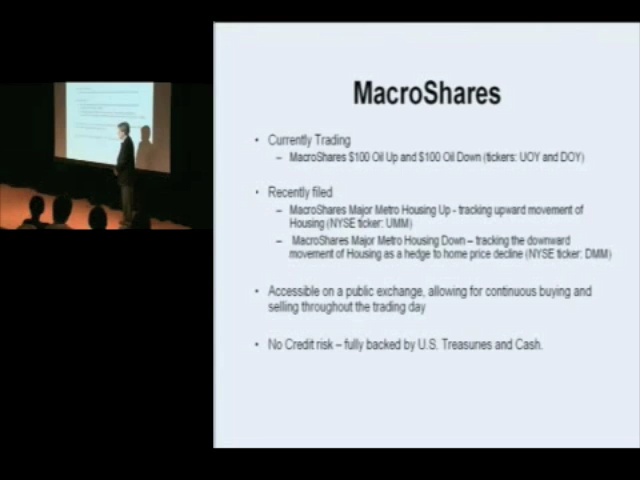 MacroShares
• Currently Trading
– MacroShares $100 Oil Up and $100 Oil Down (tickers: UOY and DOY)
• Recently filed
– MacroShares Major Metro Housing Up - tracking upward movement of
Housing (NYSE ticker: UMM)
– MacroShares Major Metro Housing Down – tracking the downward
movement of Housing as a hedge to home price decline (NYSE ticker: DMM)
• Accessible on a public exchange, allowing for continuous buying and
selling throughout the trading day
• No Credit risk – fully backed by U.S. Treasuries and Cash.